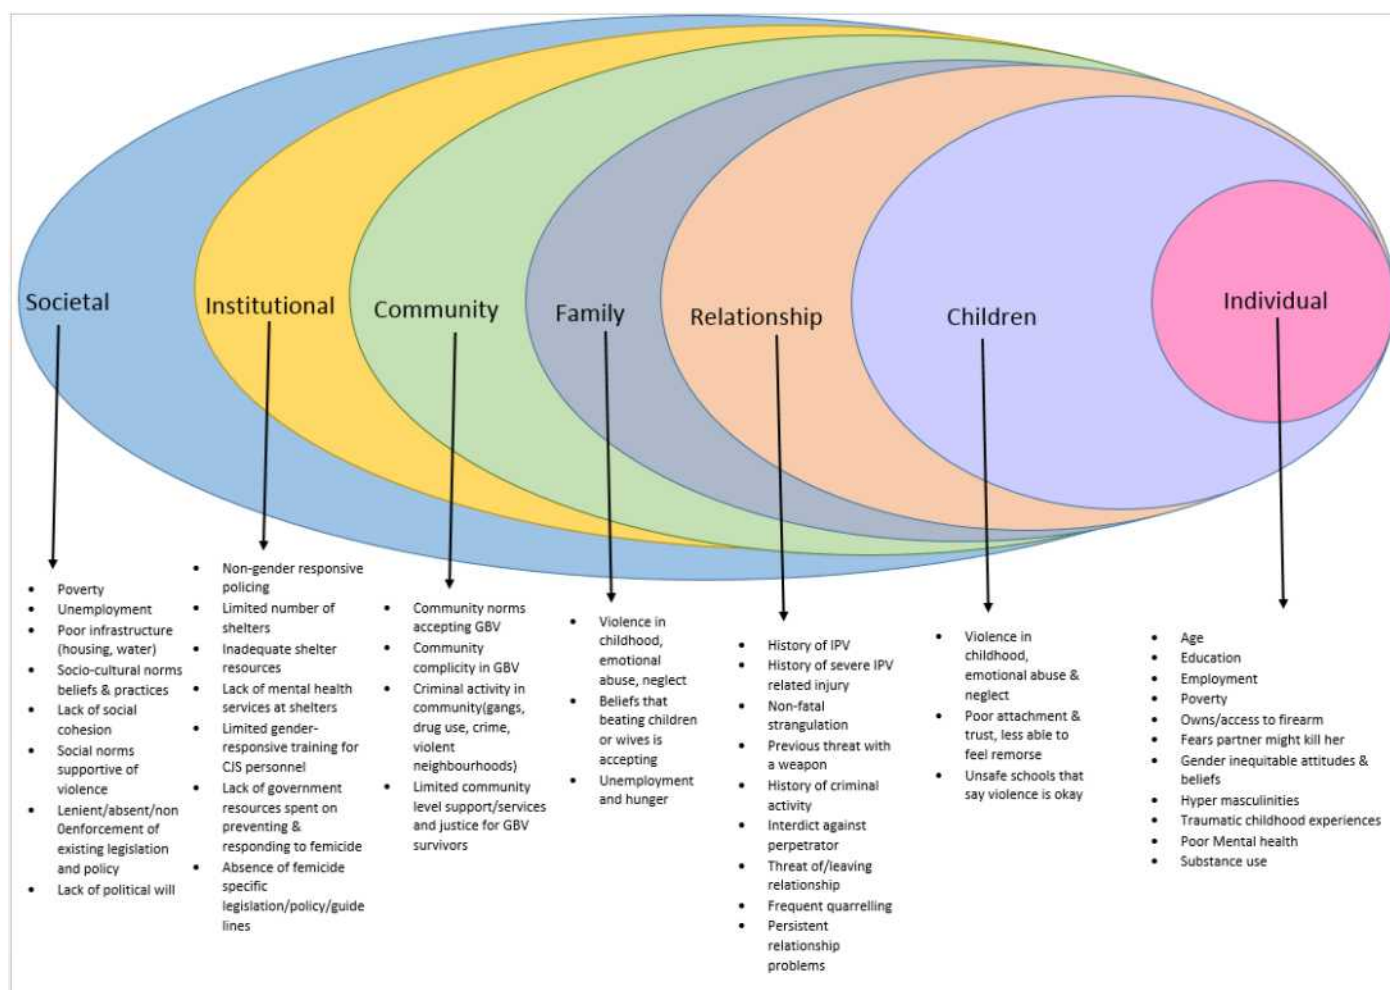 Societal
Institutional
Community
Family
Relationship
Children
Individual
• Poverty
• Unemployment
• Poor infrastructure
(housing, water)
• Socio-cultural norms
beliefs & practices
• Lack of social
cohesion
• Social norms
supportive of
violence
• Lenient/absent/non
0enforcement of
existing legislation
and policy
• Lack of political will
• Non-gender responsive
policing
• Limited number of
shelters
• Inadequate shelter
resources
• Lack of mental health
services at shelters
• Limited gender-
responsive training for
CJS personnel
• Lack of government
resources spent on
preventing &
responding to femicide
• Absence of femicide
specific
legislation/policy/guide
lines
• Community norms
accepting GBV
• Community
complicity in GBV
• Criminal activity in
community(gangs,
drug use, crime,
violent
neighbourhoods)
• Limited community
level support/services
and justice for GBV
survivors
• Violence in
childhood,
emotional
abuse, neglect
• Beliefs that
beating children
or wives is
accepting
• Unemployment
and hunger
• History of IPV
• History of severe IPV
related injury
• Non-fatal
strangulation
• Previous threat with
a weapon
• History of criminal
activity
• Interdict against
perpetrator
• Threat of/leaving
relationship
• Frequent quarrelling
• Persistent
relationship
problems
• Violence in
childhood,
emotional abuse &
neglect
• Poor attachment &
trust, less able to
feel remorse
• Unsafe schools that
say violence is okay
• Age
• Education
• Employment
• Poverty
• Owns/access to firearm
• Fears partner might kill her
• Gender inequitable attitudes &
beliefs
• Hyper masculinities
• Traumatic childhood experiences
• Poor Mental health
• Substance use